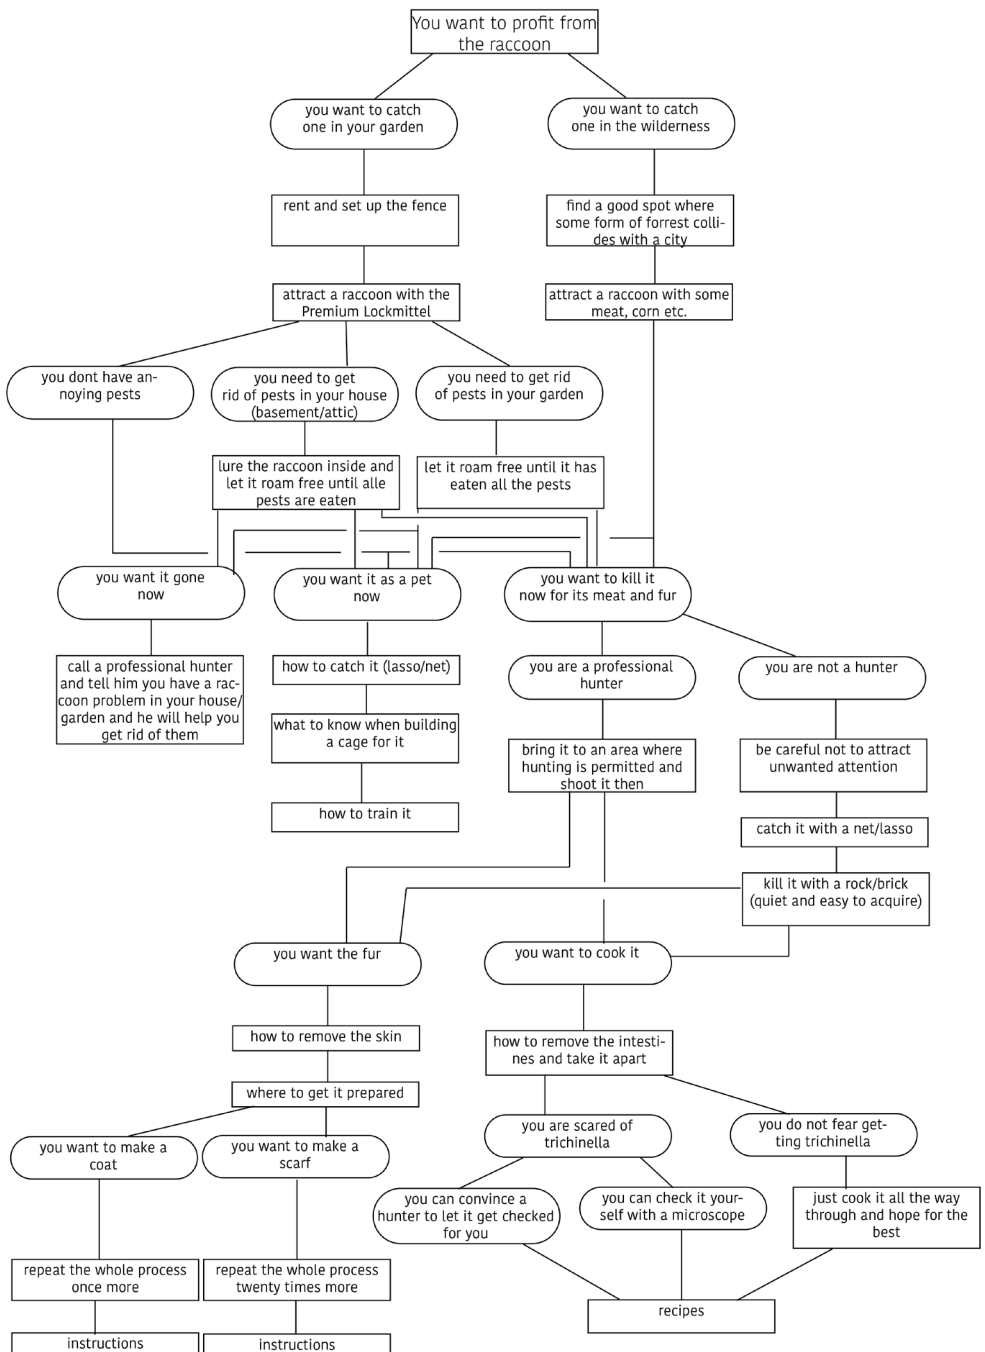 You want to profit from
the raccoon
you want to catch
one in your garden
you want to catch
one in the wilderness
rent and set up the fence
find a good spot where
some form of forrest colli-
des with a city
attract a raccoon with the
Premium Lockmittel
attract a raccoon with some
meat, corn etc.
you dont have an-
noying pests
you need to get
rid of pests in your house
(basement/attic)
you need to get rid
of pests in your garden
lure the raccoon inside and
let it roam free until alle
pests are eaten
let it roam free until it has
eaten all the pests
you want it gone
now
you want it as a pet
now
you want to kill it
now for its meat and fur
call a professional hunter
and tell him you have a rac-
coon problem in your house/
garden and he will help you
get rid of them
how to catch it (lasso/net)
you are a professional
hunter
you are not a hunter
what to know when building
a cage for it
bring it to an area where
hunting is permitted and
shoot it then
be careful not to attract
unwanted attention
how to train it
catch it with a net/lasso
kill it with a rock/brick
(quiet and easy to acquire)
you want the fur
you want to cook it
how to remove the skin
how to remove the intesti-
nes and take it apart
where to get it prepared
you want to make a
coat
you want to make a
scarf
you are scared of
trichinella
you do not fear get-
ting trichinella
you can convince a
hunter to let it get checked
for you
you can check it your-
self with a microscope
just cook it all the way
through and hope for the
best
repeat the whole process
once more
repeat the whole process
twenty times more
recipes
instructions
instructions